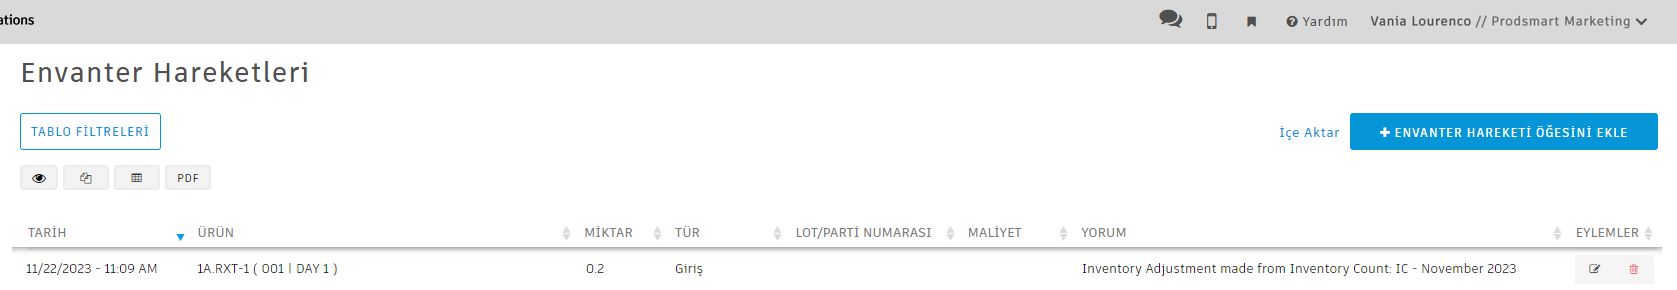 ations
Yardım
Vania Lourenco // Prodsmart Marketing
Envanter Hareketleri
TABLO FİLTRELERİ
İçe Aktar
ENVANTER HAREKETİ ÖĞESİNİ EKLE
PDF
TARİH ÜRÜN MİKTAR TÜR LOT/PARTİ NUMARASI MALİYET YORUM EYLEMLER
11/22/2023 - 11:09 AM 1A.RXT-1 ( 001 | DAY 1 ) 0.2 Giriş Inventory Adjustment made from Inventory Count: IC - November 2023